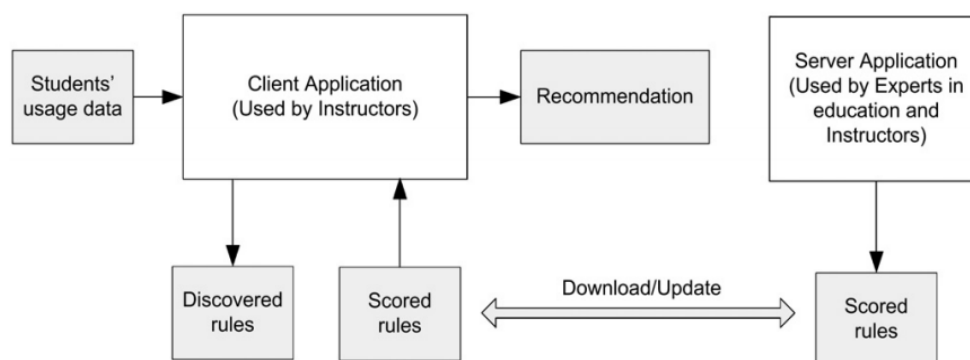 Students'
usage data
Client Application
(Used by Instructors)
Recommendation
Server Application
(Used by Experts in
education and
Instructors)
Discovered
rules
Scored
rules
Download/Update
Scored
rules